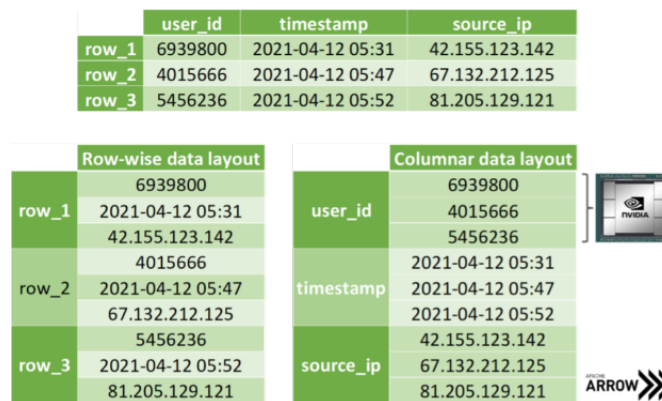 user_id timestamp source_ip
row_1 6939800 2021-04-12 05:31 42.155.123.142
row_2 4015666 2021-04-12 05:47 67.132.212.125
row_3 5456236 2021-04-12 05:52 81.205.129.121
Row-wise data layout
row_1
6939800
2021-04-12 05:31
42.155.123.142
row_2
4015666
2021-04-12 05:47
67.132.212.125
row_3
5456236
2021-04-12 05:52
81.205.129.121
Columnar data layout
user_id
6939800
4015666
5456236
timestamp
2021-04-12 05:31
2021-04-12 05:47
2021-04-12 05:52
source_ip
42.155.123.142
67.132.212.125
81.205.129.121
NVIDIA
APACHE
ARROW